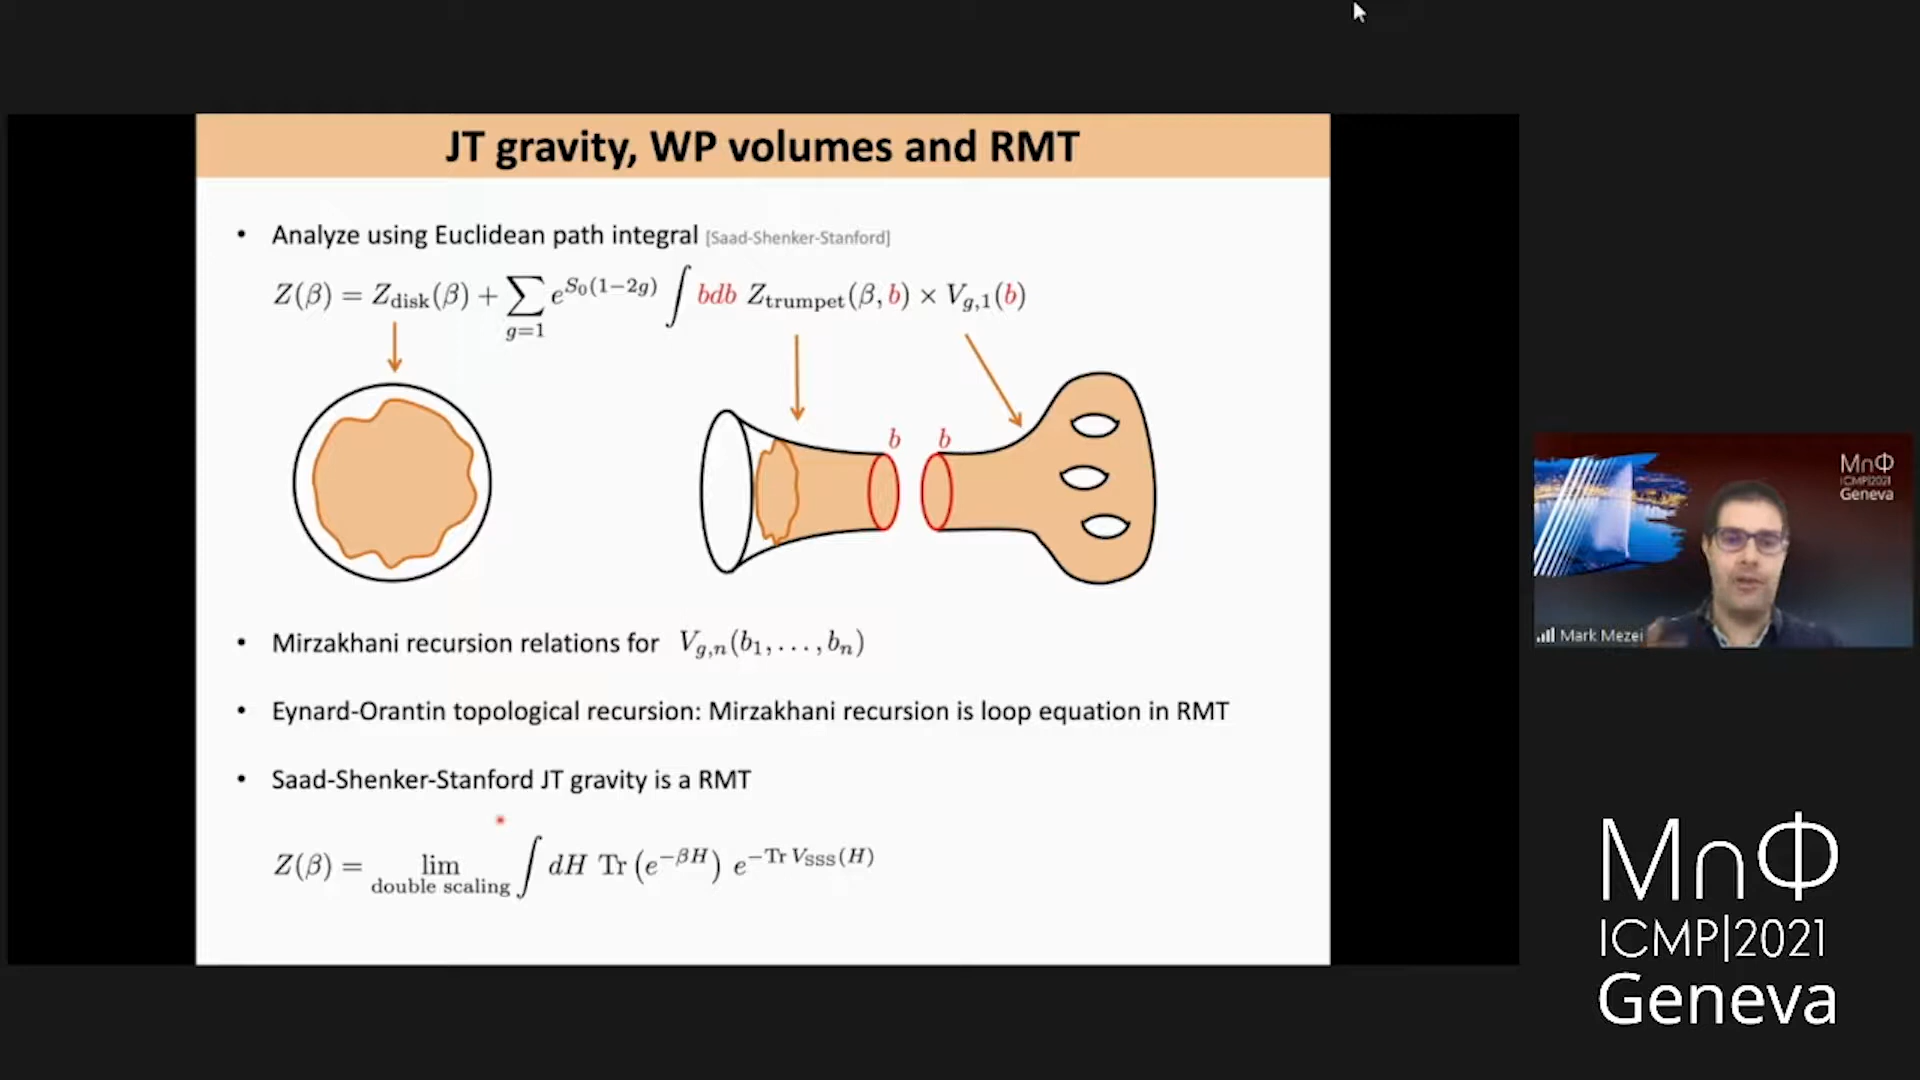 JT gravity, WP volumes and RMT
• Analyze using Euclidean path integral [Saad-Shenker-Stanford]
Z(β) = Z_disk(β) + ∑_{g=1} e^{S₀(1−2g)} ∫ bdb Z_trumpet(β, b) × V_{g,1}(b)
b b
• Mirzakhani recursion relations for V_{g,n}(b₁, . . . , bₙ)
• Eynard-Orantin topological recursion: Mirzakhani recursion is loop equation in RMT
• Saad-Shenker-Stanford JT gravity is a RMT
Z(β) = lim_{double scaling} ∫ dH Tr (e^{−βH}) e^{−Tr V_SSS(H)}
MnΦ
ICMP|2021
Geneva
Mark Mezei
MnΦ
ICMP|2021
Geneva